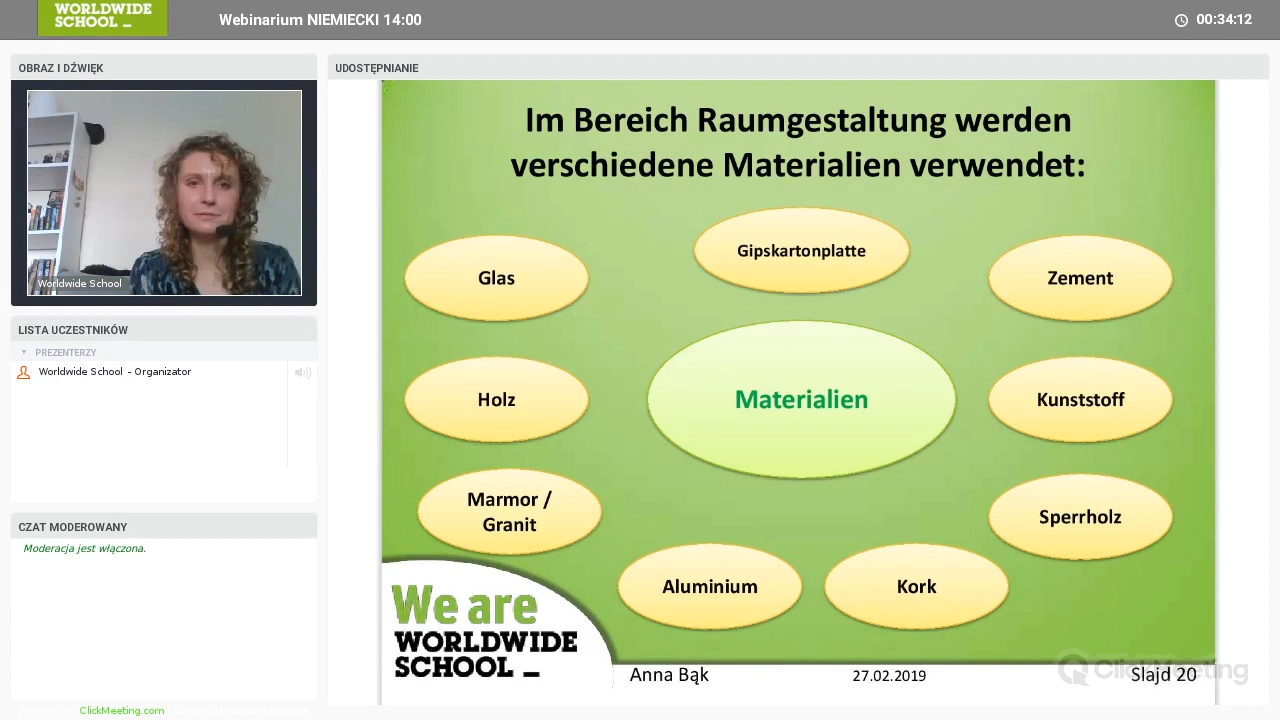 WORLDWIDE
SCHOOL _
Webinarium NIEMIECKI 14:00
00:34:12
OBRAZ I DŹWIĘK
Worldwide School
LISTA UCZESTNIKÓW
PREZENTERZY
Worldwide School - Organizator
CZAT MODEROWANY
Moderacja jest włączona.
ClickMeeting.com
UDOSTĘPNIANIE
Im Bereich Raumgestaltung werden
verschiedene Materialien verwendet:
Gipskartonplatte
Glas
Zement
Holz
Materialien
Kunststoff
Marmor /
Granit
Sperrholz
Aluminium
Kork
We are
WORLDWIDE
SCHOOL _
Anna Bąk
27.02.2019
Slajd 20
ClickMeeting